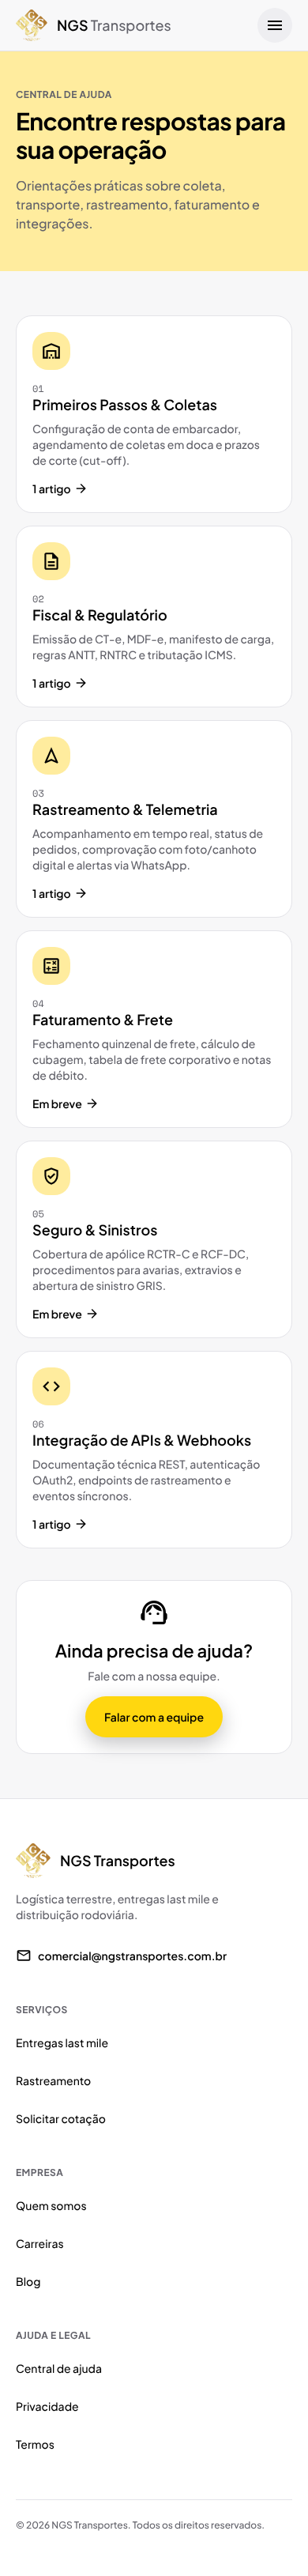 NGS Transportes
CENTRAL DE AJUDA
Encontre respostas para
sua operação
Orientações práticas sobre coleta,
transporte, rastreamento, faturamento e
integrações.
01
Primeiros Passos & Coletas
Configuração de conta de embarcador,
agendamento de coletas em doca e prazos
de corte (cut-off).
1 artigo →
02
Fiscal & Regulatório
Emissão de CT-e, MDF-e, manifesto de carga,
regras ANTT, RNTRC e tributação ICMS.
1 artigo →
03
Rastreamento & Telemetria
Acompanhamento em tempo real, status de
pedidos, comprovação com foto/canhoto
digital e alertas via WhatsApp.
1 artigo →
04
Faturamento & Frete
Fechamento quinzenal de frete, cálculo de
cubagem, tabela de frete corporativo e notas
de débito.
Em breve →
05
Seguro & Sinistros
Cobertura de apólice RCTR-C e RCF-DC,
procedimentos para avarias, extravios e
abertura de sinistro GRIS.
Em breve →
06
Integração de APIs & Webhooks
Documentação técnica REST, autenticação
OAuth2, endpoints de rastreamento e
eventos síncronos.
1 artigo →
Ainda precisa de ajuda?
Fale com a nossa equipe.
Falar com a equipe
NGS Transportes
Logística terrestre, entregas last mile e
distribuição rodoviária.
comercial@ngstransportes.com.br
SERVIÇOS
Entregas last mile
Rastreamento
Solicitar cotação
EMPRESA
Quem somos
Carreiras
Blog
AJUDA E LEGAL
Central de ajuda
Privacidade
Termos
© 2026 NGS Transportes. Todos os direitos reservados.